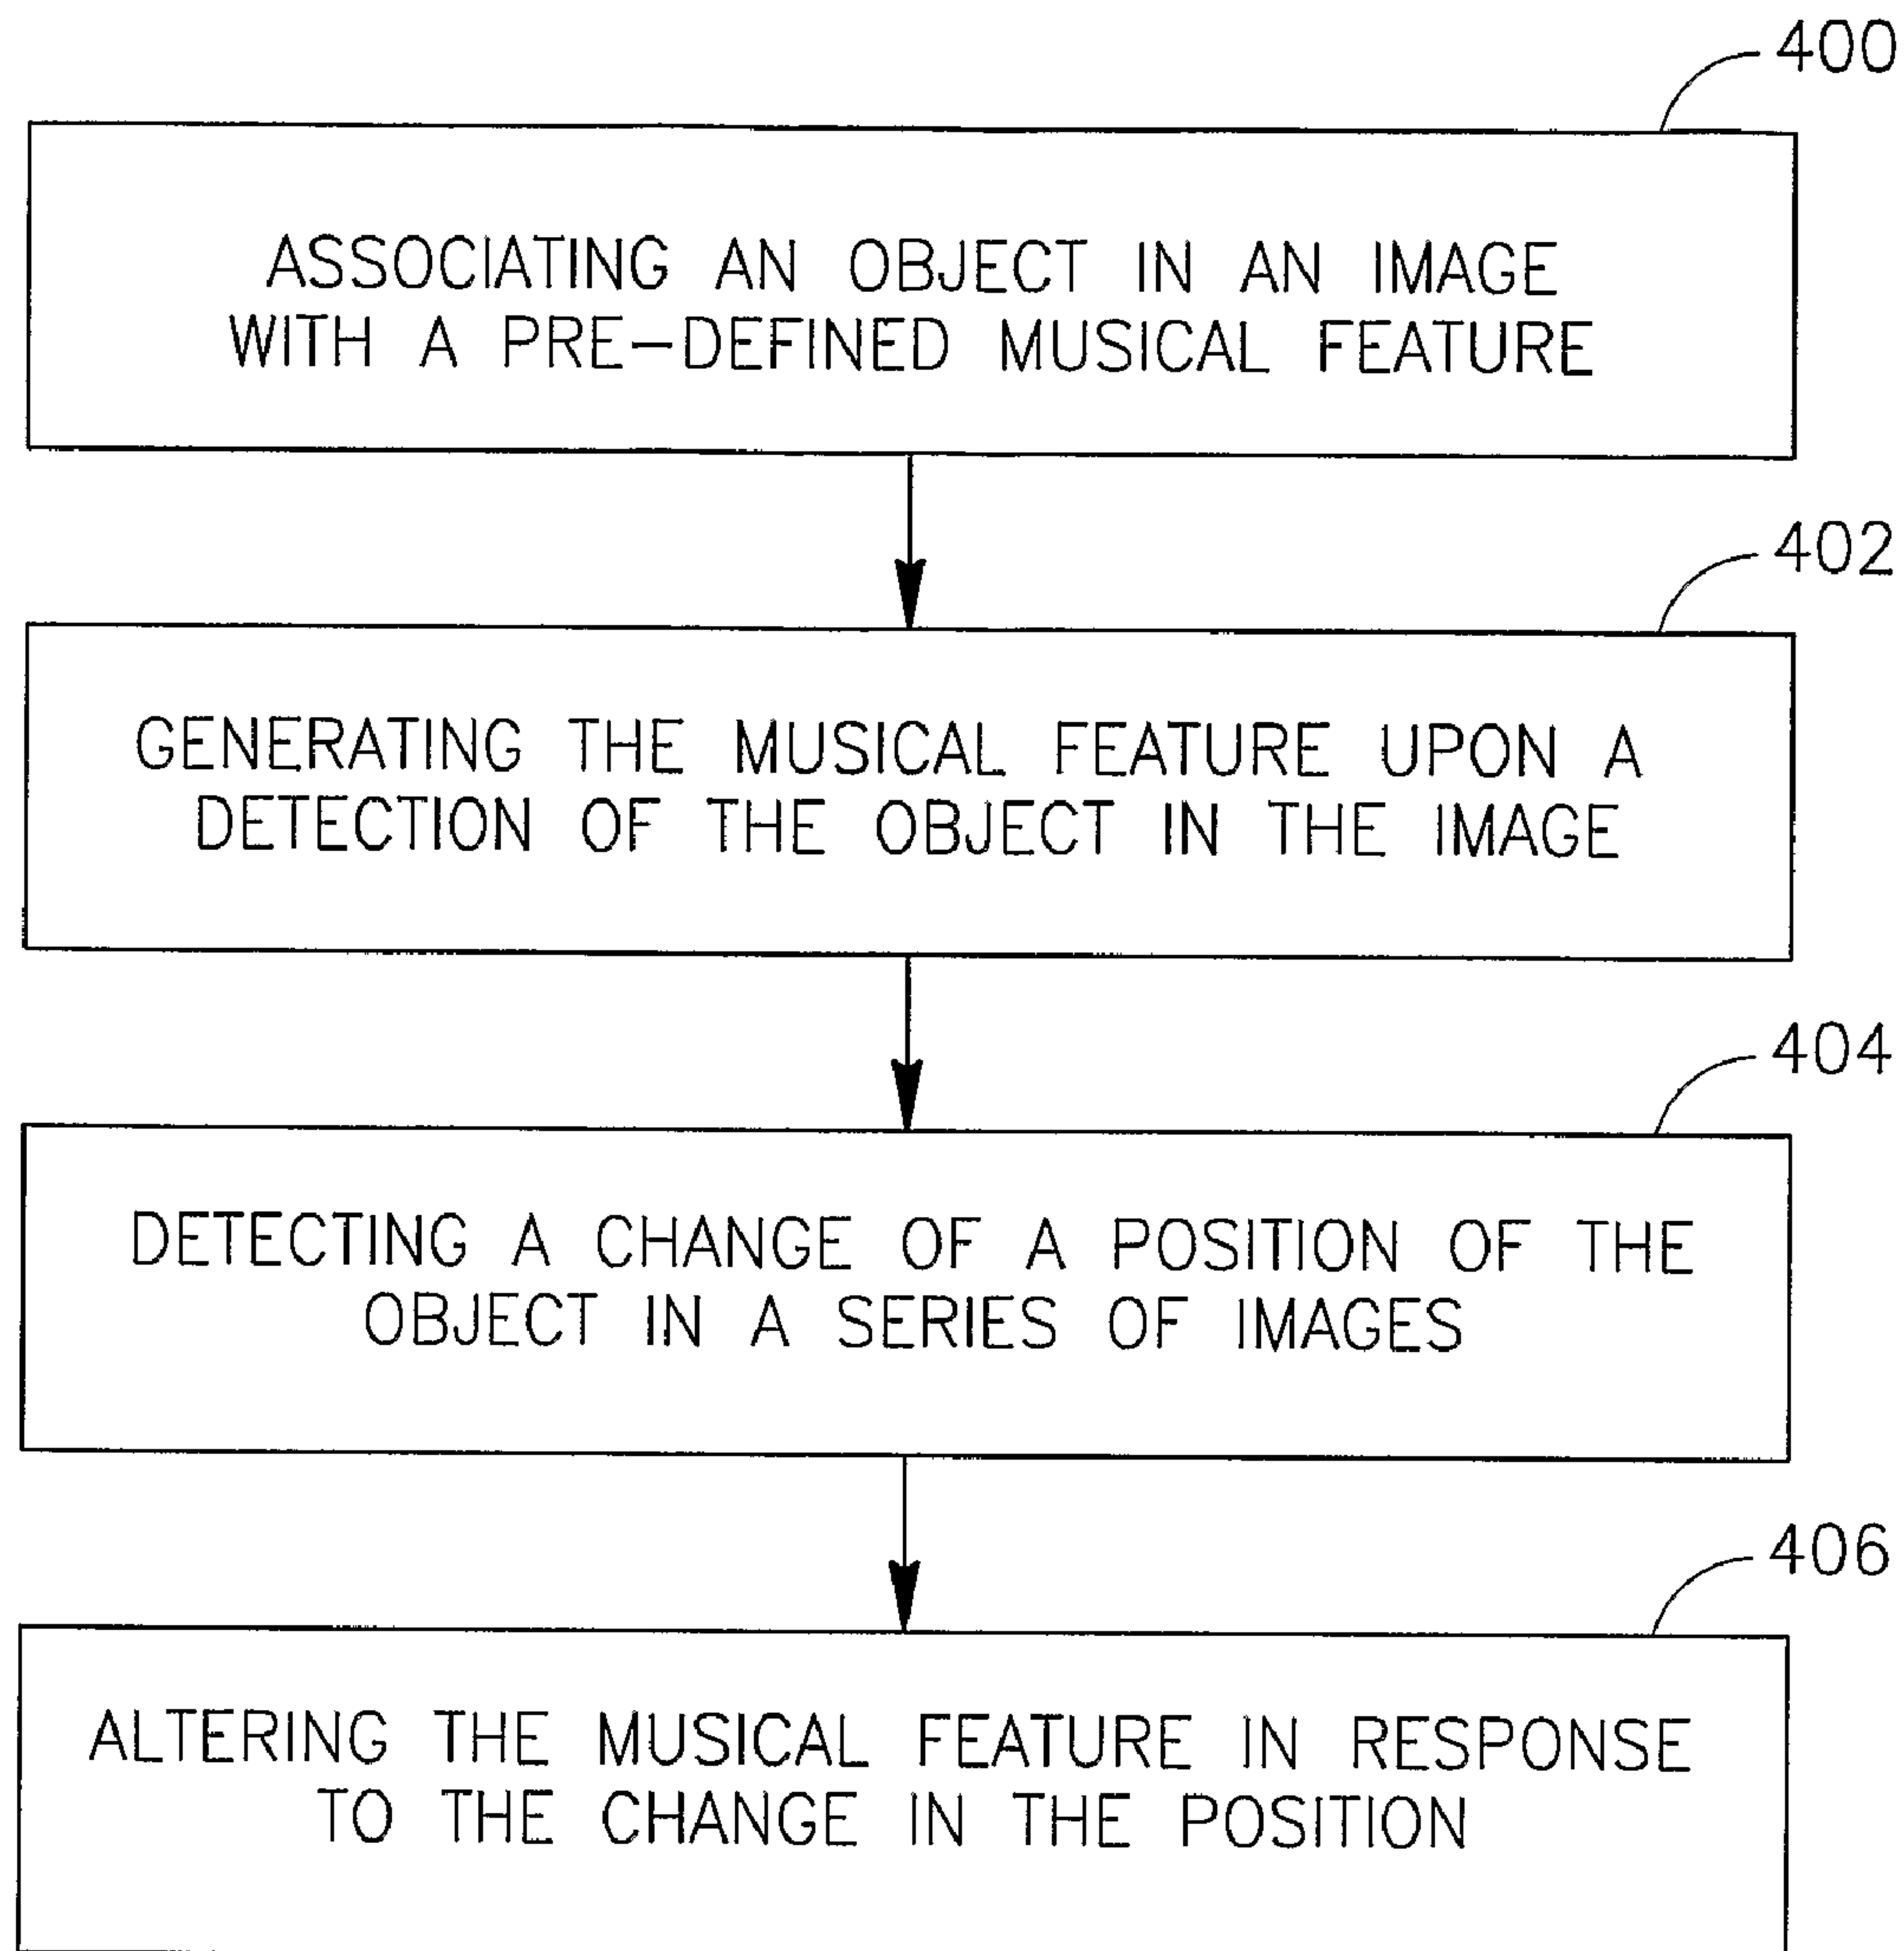 400
ASSOCIATING AN OBJECT IN AN IMAGE
WITH A PRE-DEFINED MUSICAL FEATURE
402
GENERATING THE MUSICAL FEATURE UPON A
DETECTION OF THE OBJECT IN THE IMAGE
404
DETECTING A CHANGE OF A POSITION OF THE
OBJECT IN A SERIES OF IMAGES
406
ALTERING THE MUSICAL FEATURE IN RESPONSE
TO THE CHANGE IN THE POSITION